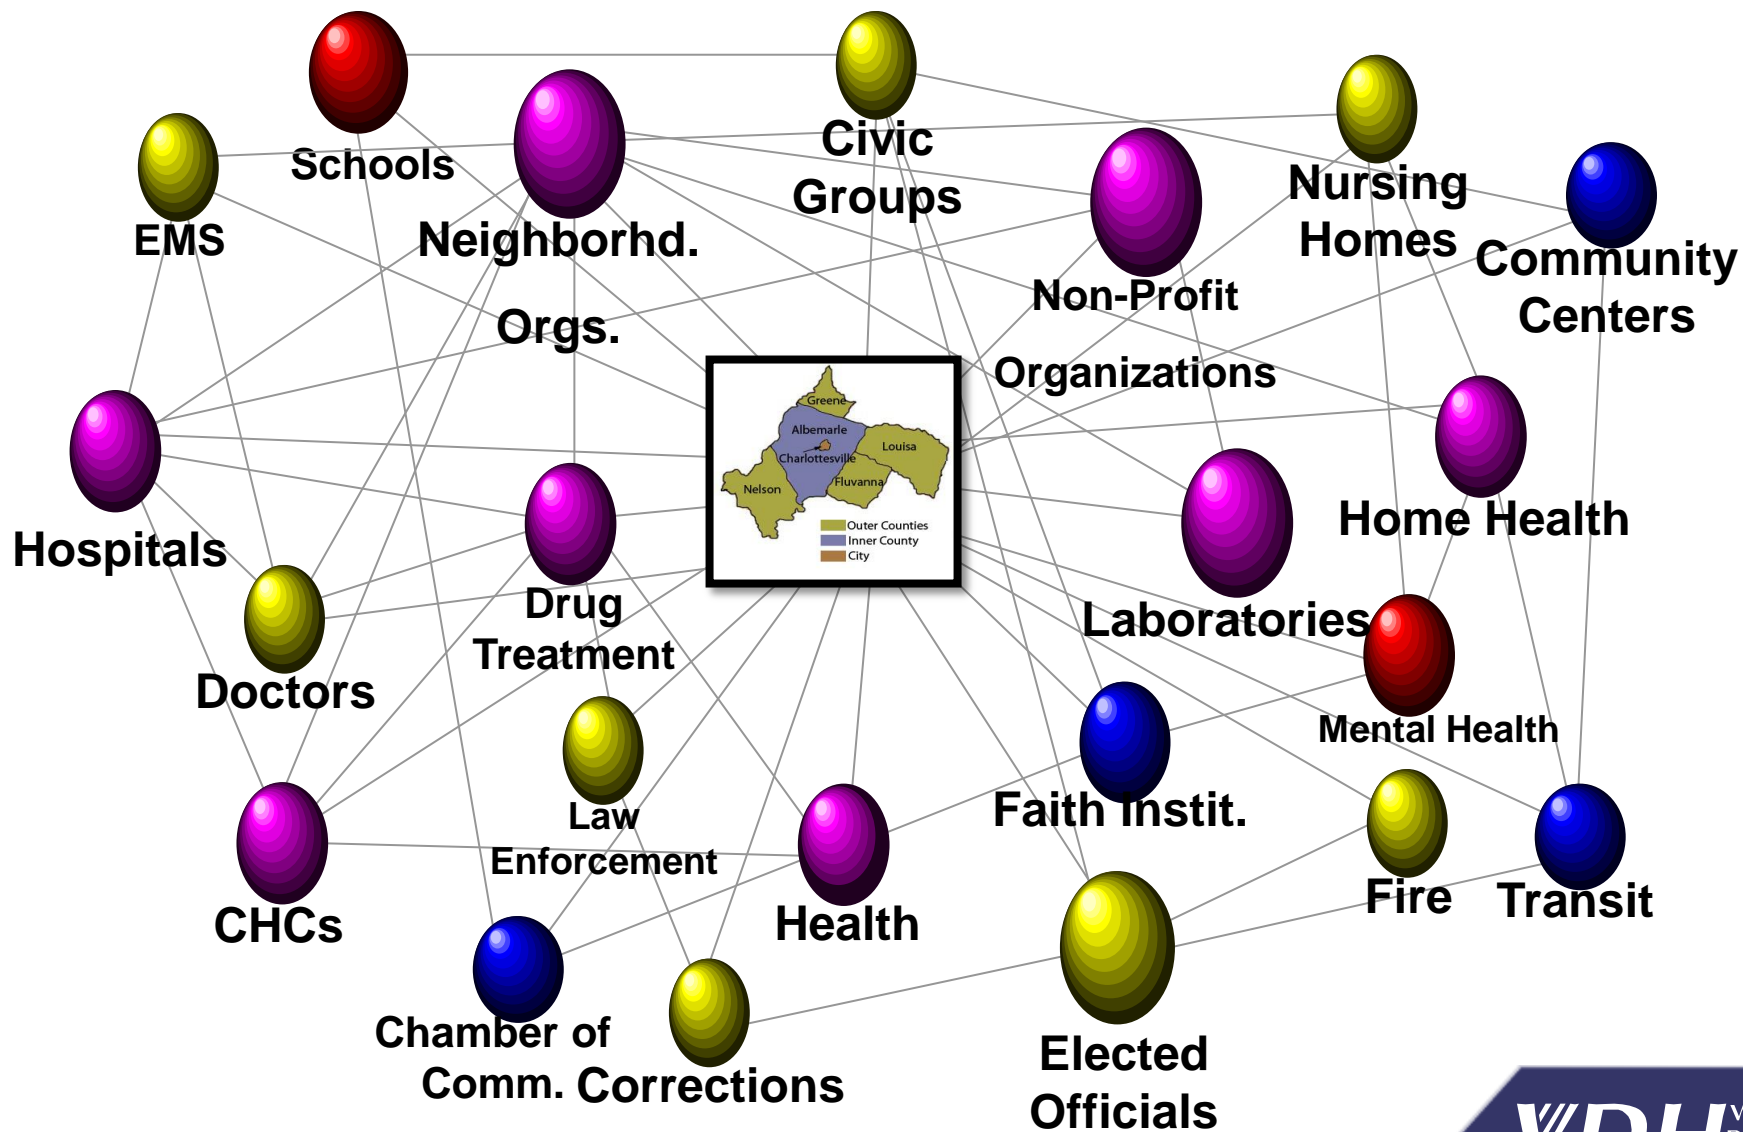 Schools
Civic
Groups
EMS
Neighborhd.
Orgs.
Nursing
Homes
Community
Centers
Non-Profit
Organizations
Greene
Albemarle
Louisa
Charlottesville
Nelson
Fluvanna
Outer Counties
Inner County
City
Hospitals
Home Health
Drug
Treatment
Laboratories
Doctors
Mental Health
Law
Enforcement
Faith Instit.
Fire
Transit
CHCs
Health
Chamber of
Comm.
Corrections
Elected
Officials
VDH